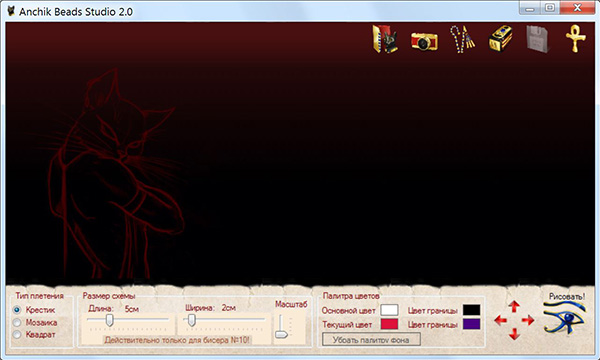 Anchik Beads Studio 2.0
Тип плетения
Крестик
Мозаика
Квадрат
Размер схемы
Длина: 5см
Ширина: 2см
Масштаб
Действительно только для бисера №10!
Палитра цветов
Основной цвет Цвет границы
Текущий цвет Цвет границы
Убрать палитру фона
Рисовать!